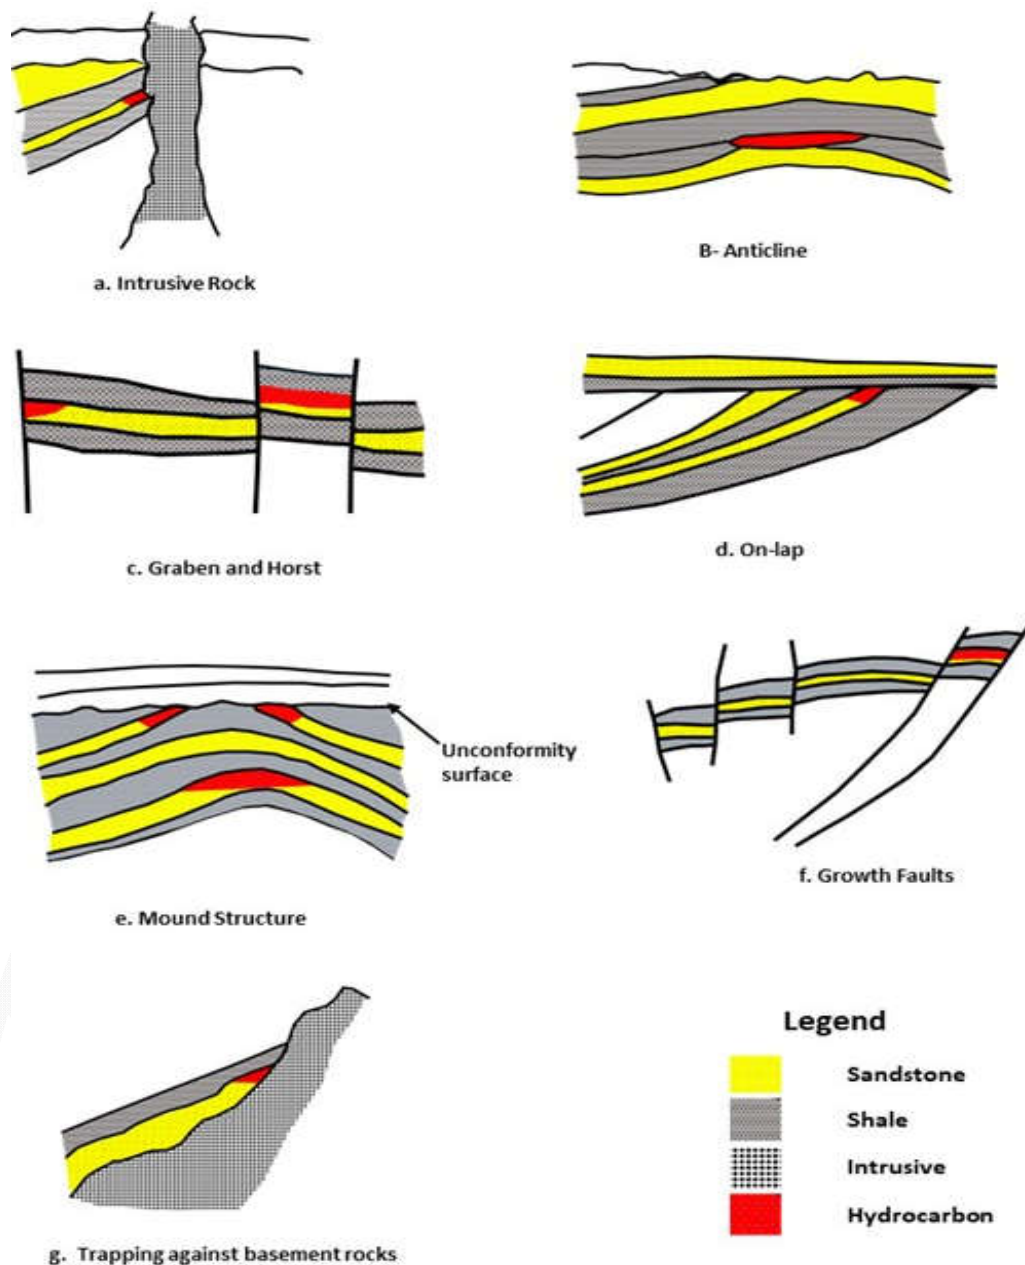 a. Intrusive Rock
B- Anticline
c. Graben and Horst
d. On-lap
Unconformity
surface
e. Mound Structure
f. Growth Faults
g. Trapping against basement rocks
Legend
Sandstone
Shale
Intrusive
Hydrocarbon